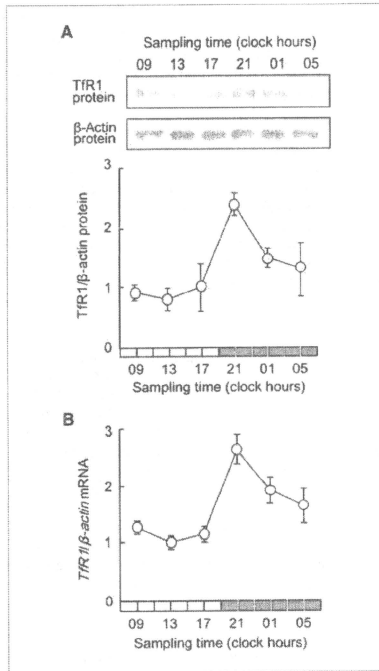 A
Sampling time (clock hours)
09 13 17 21 01 05
TfR1
protein
β-Actin
protein
TfR1/β-actin protein
3
2
1
0
09 13 17 21 01 05
Sampling time (clock hours)
B
TfR1/β-actin mRNA
3
2
1
0
09 13 17 21 01 05
Sampling time (clock hours)